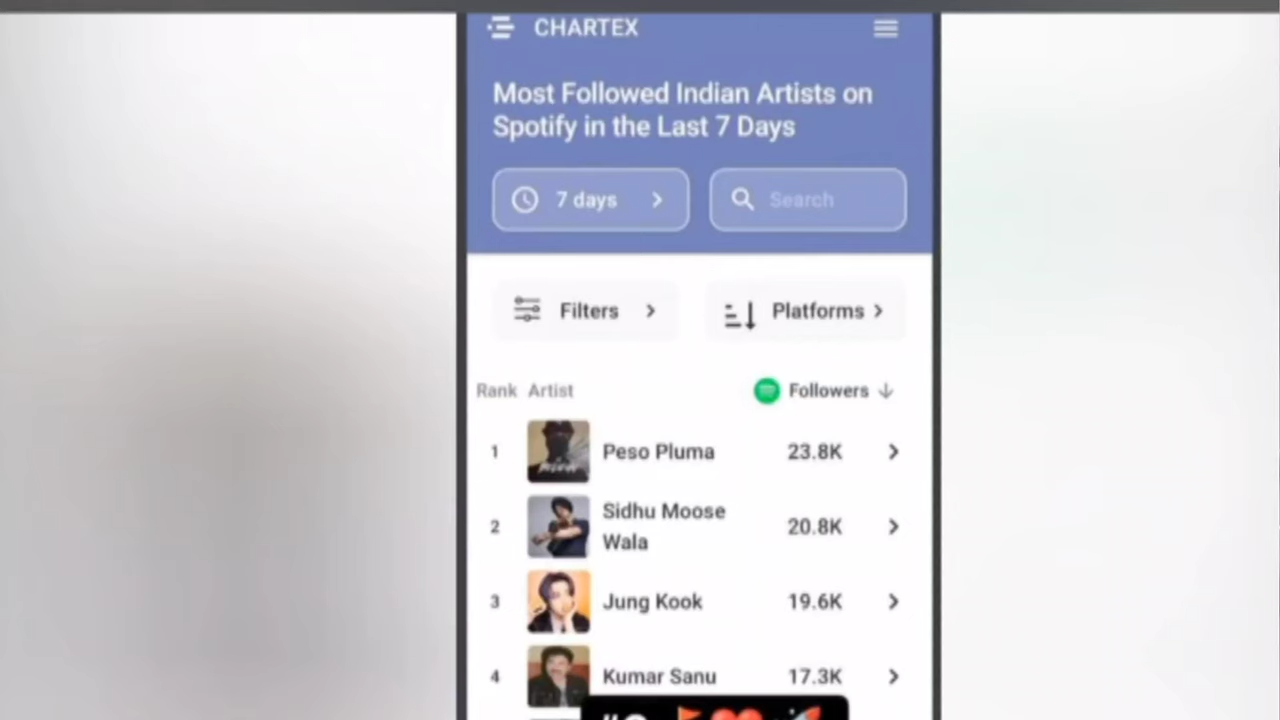 CHARTEX
Most Followed Indian Artists on
Spotify in the Last 7 Days
7 days
Search
Filters
Platforms
Rank Artist Followers
1 Peso Pluma 23.8K
2 Sidhu Moose
Wala 20.8K
3 Jung Kook 19.6K
4 Kumar Sanu 17.3K